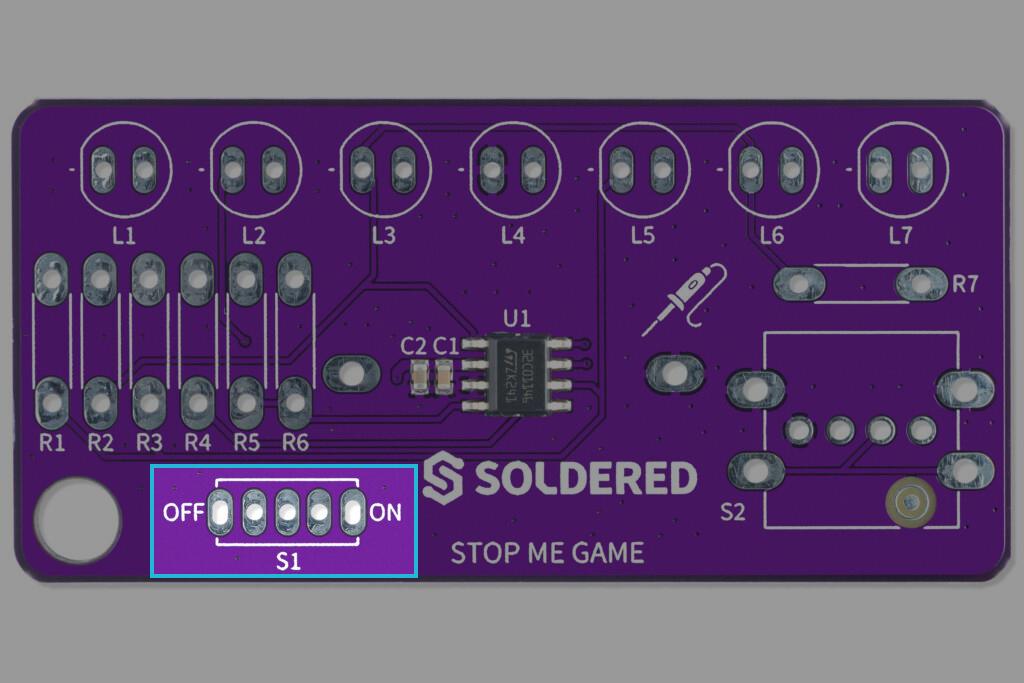 L1 L2 L3 L4 L5 L6 L7
R7
U1
C2 C1
R1 R2 R3 R4 R5 R6
SOLDERED
OFF ON
S2
S1
STOP ME GAME